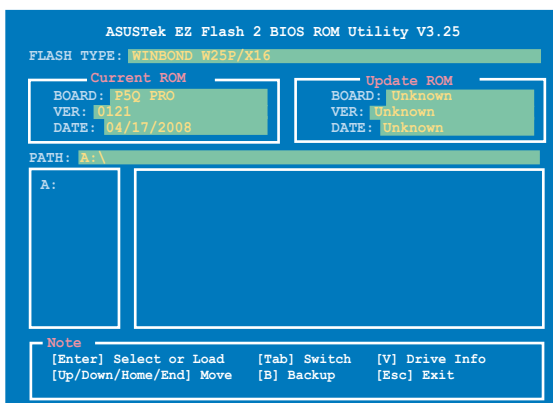 ASUSTek EZ Flash 2 BIOS ROM Utility V3.25
FLASH TYPE: WINBOND W25P/X16
Current ROM
BOARD: P5Q PRO
VER: 0121
DATE: 04/17/2008
Update ROM
BOARD: Unknown
VER: Unknown
DATE: Unknown
PATH: A:\
A:
Note
[Enter] Select or Load [Tab] Switch [V] Drive Info
[Up/Down/Home/End] Move [B] Backup [Esc] Exit